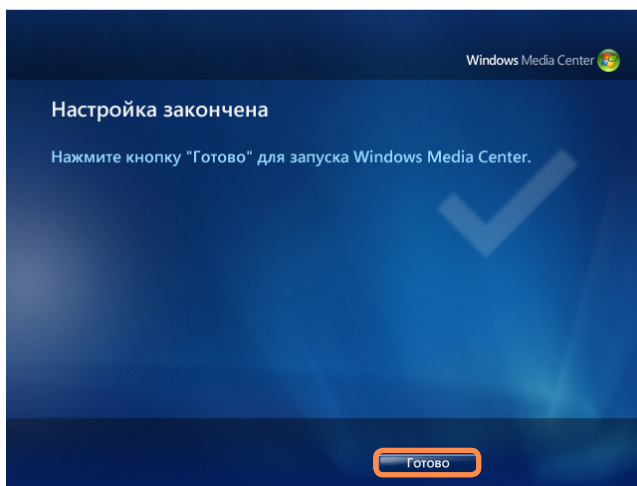 Windows Media Center
Настройка закончена
Нажмите кнопку "Готово" для запуска Windows Media Center.
Готово